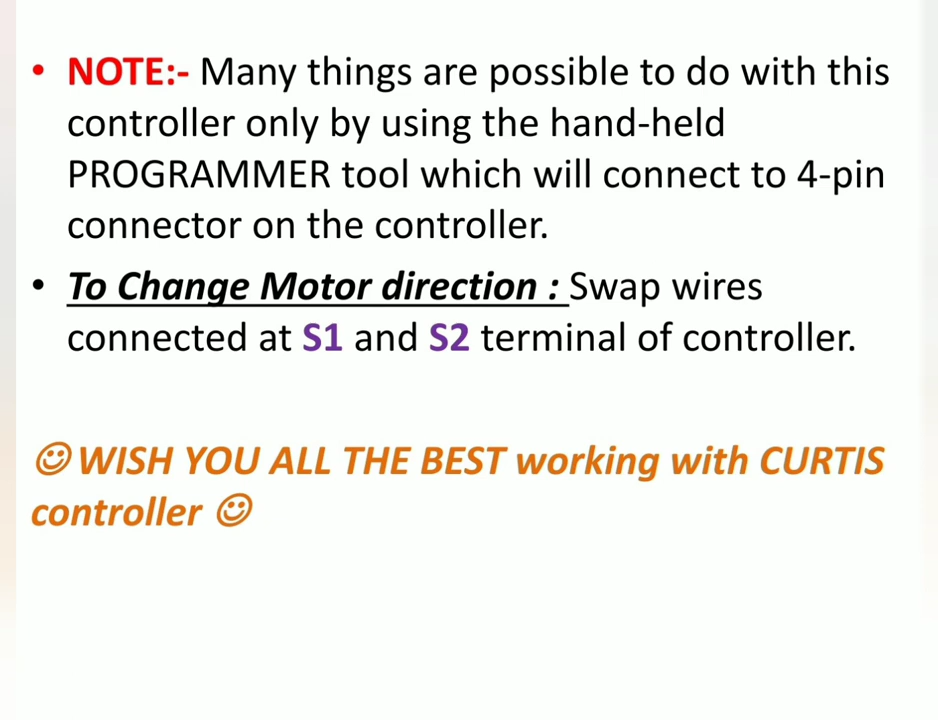 • NOTE:- Many things are possible to do with this
controller only by using the hand-held
PROGRAMMER tool which will connect to 4-pin
connector on the controller.
• To Change Motor direction : Swap wires
connected at S1 and S2 terminal of controller.
☺ WISH YOU ALL THE BEST working with CURTIS
controller ☺